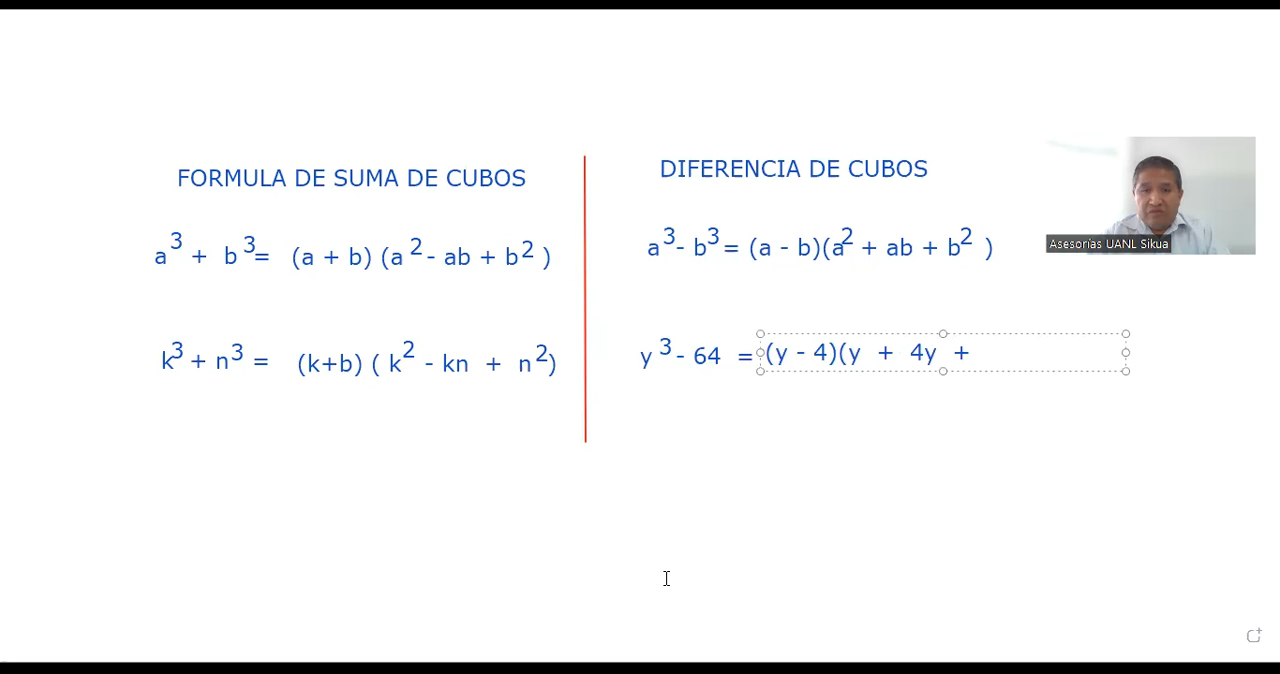 FORMULA DE SUMA DE CUBOS
a³ + b³= (a + b) (a² - ab + b² )
k³ + n³ = (k+b) ( k² - kn + n²)
DIFERENCIA DE CUBOS
a³- b³ = (a - b)(a² + ab + b² )
y³ - 64 = (y - 4)(y + 4y +
Asesorías UANL Sikua